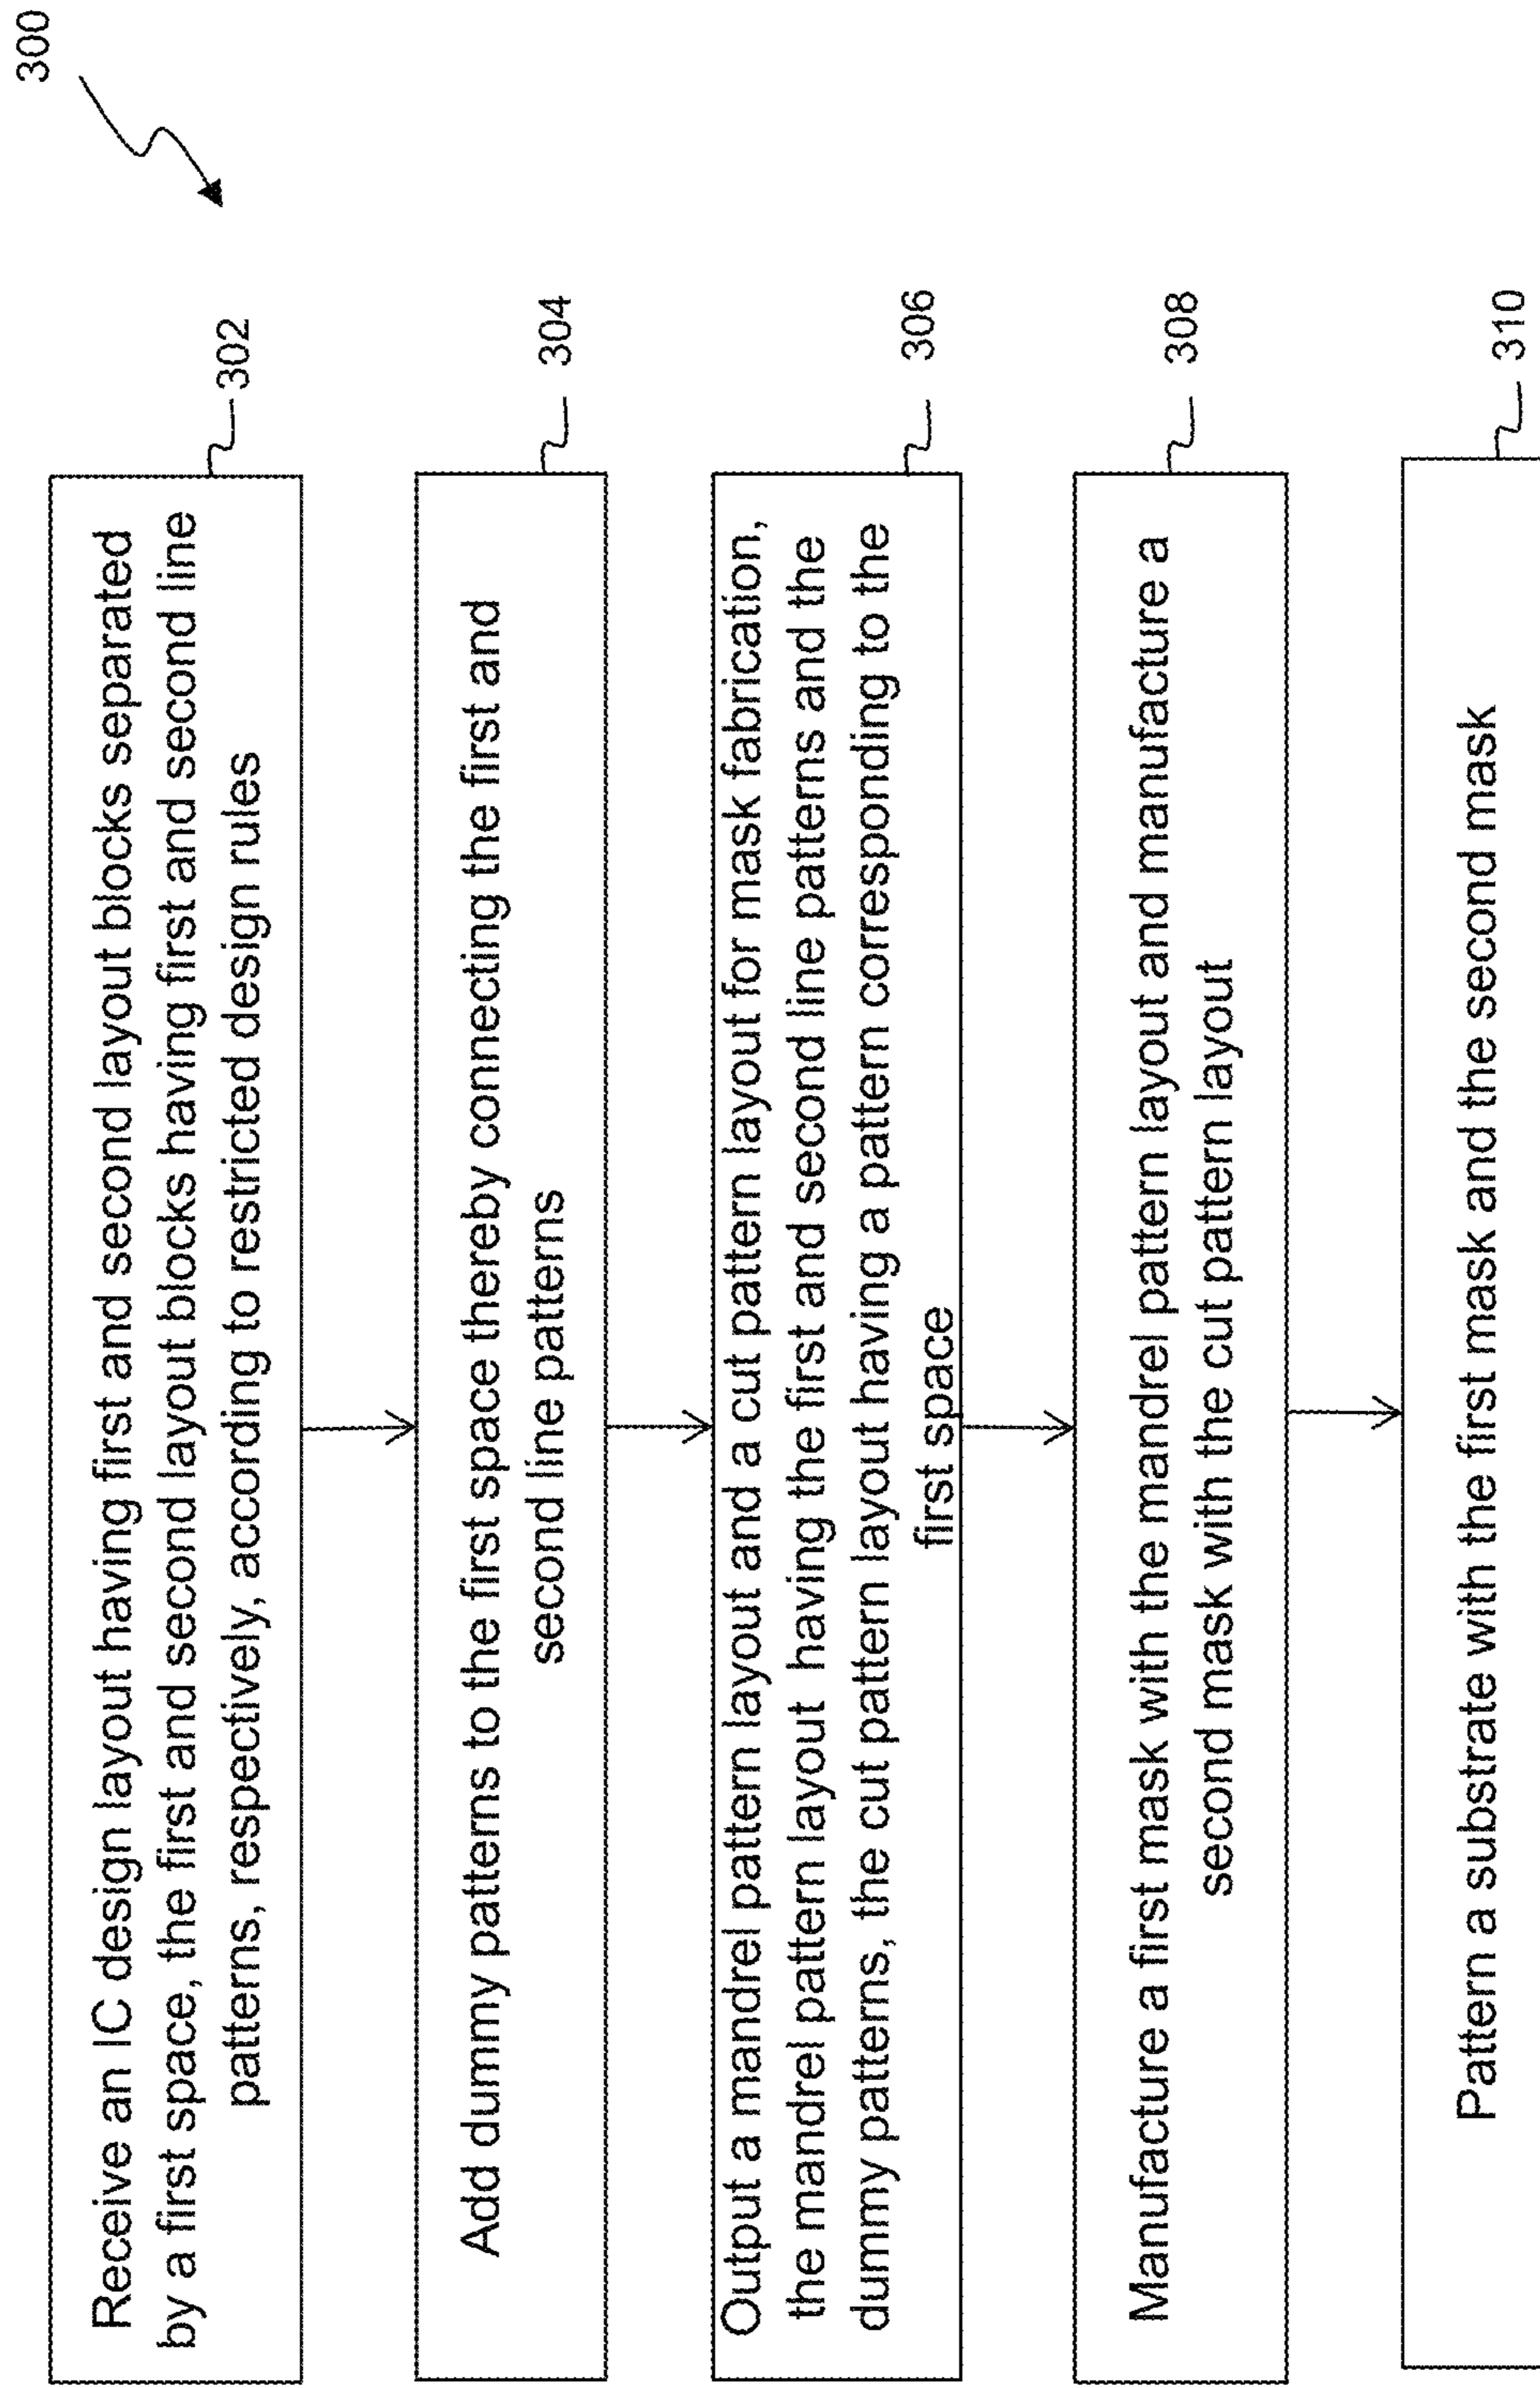 300
Receive an IC design layout having first and second layout blocks separated
by a first space, the first and second layout blocks having first and second line
patterns, respectively, according to restricted design rules
302
Add dummy patterns to the first space thereby connecting the first and
second line patterns
304
Output a mandrel pattern layout and a cut pattern layout for mask fabrication,
the mandrel pattern layout having the first and second line patterns and the
dummy patterns, the cut pattern layout having a pattern corresponding to the
first space
306
Manufacture a first mask with the mandrel pattern layout and manufacture a
second mask with the cut pattern layout
308
Pattern a substrate with the first mask and the second mask
310